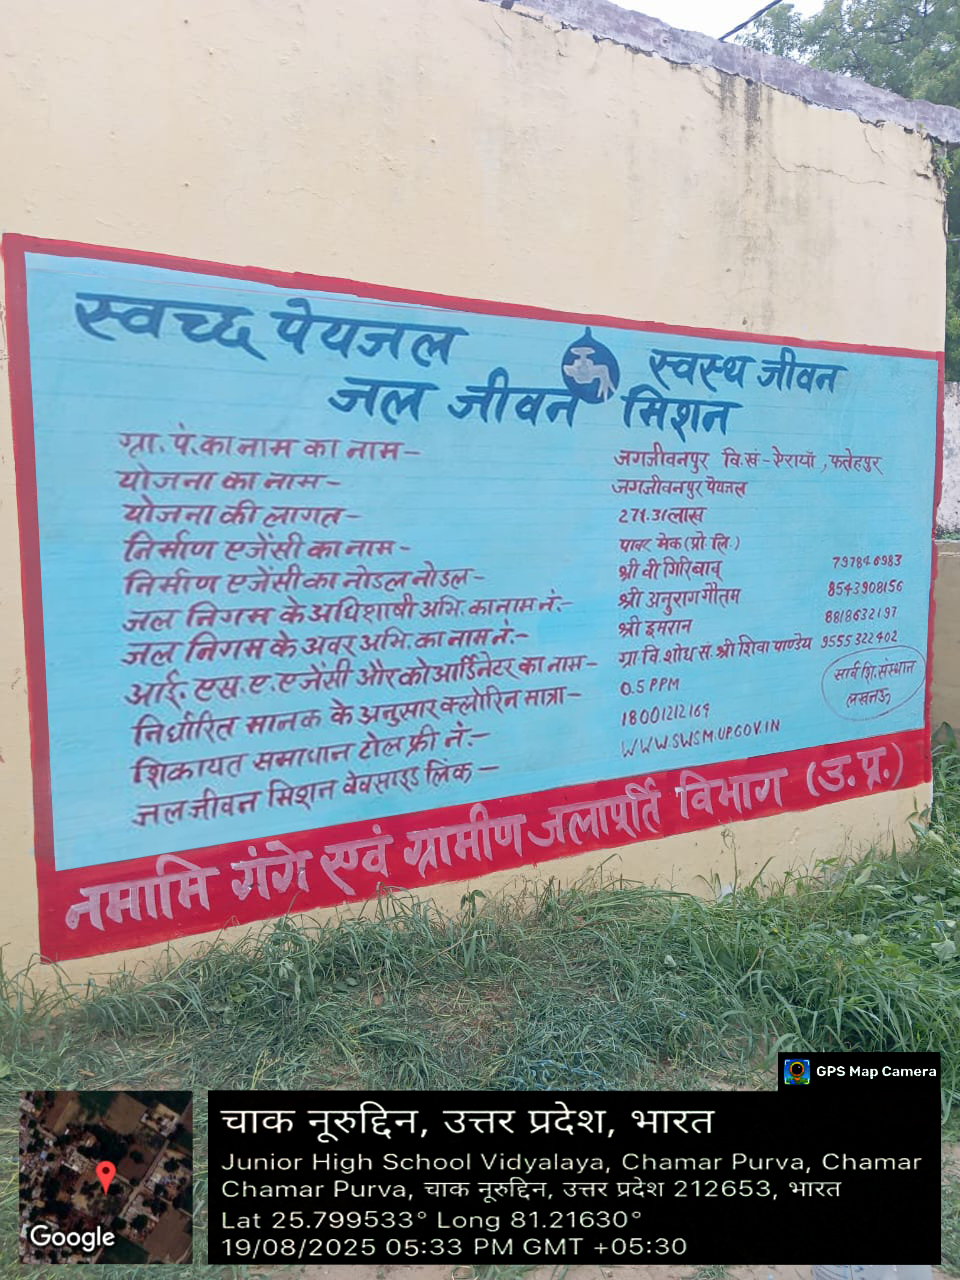 स्वच्छ पेयजल स्वस्थ जीवन
जल जीवन मिशन
ग्रा. पं. का नाम का नाम- जगजीवनपुर वि.खं- ऐरायाँ ,फतेहपुर
योजना का नाम- जगजीवनपुर पेयजल
योजना की लागत- 271.31लाख
निर्माण एजेंसी का नाम- पावर मेक (प्रो. लि.)
निर्माण एजेंसी का नोडल नोडल- श्री वी गिरिबाबू
जल निगम के अधिशाषी अभि. का नाम नं:- श्री अनुराग गौतम 8543908156
जल निगम के अवर अभि. का नाम नं.:- श्री इमरान 8818632197
आई. एस. ए. एजेंसी और कोआर्डिनेटर का नाम- ग्रा. वि. शोध सं. श्री शिवा पाण्डेय 9555322402
सार्व शि. संस्थान
लखनऊ
निर्धारित मानक के अनुसार क्लोरिन मात्रा- 0.5 PPM
शिकायत समाधान टोल फ्री नं.:- 18001212169
जल जीवन मिशन वेवसाइड लिंक- WWW.SWSM.UP.GOV.IN
नमामि गंगे एवं ग्रामीण जलापूर्ति विभाग (उ.प्र.)
GPS Map Camera
चाक नूरुद्दिन, उत्तर प्रदेश, भारत
Junior High School Vidyalaya, Chamar Purva, Chamar
Chamar Purva, चाक नूरुद्दिन, उत्तर प्रदेश 212653, भारत
Lat 25.799533° Long 81.21630°
19/08/2025 05:33 PM GMT +05:30
Google